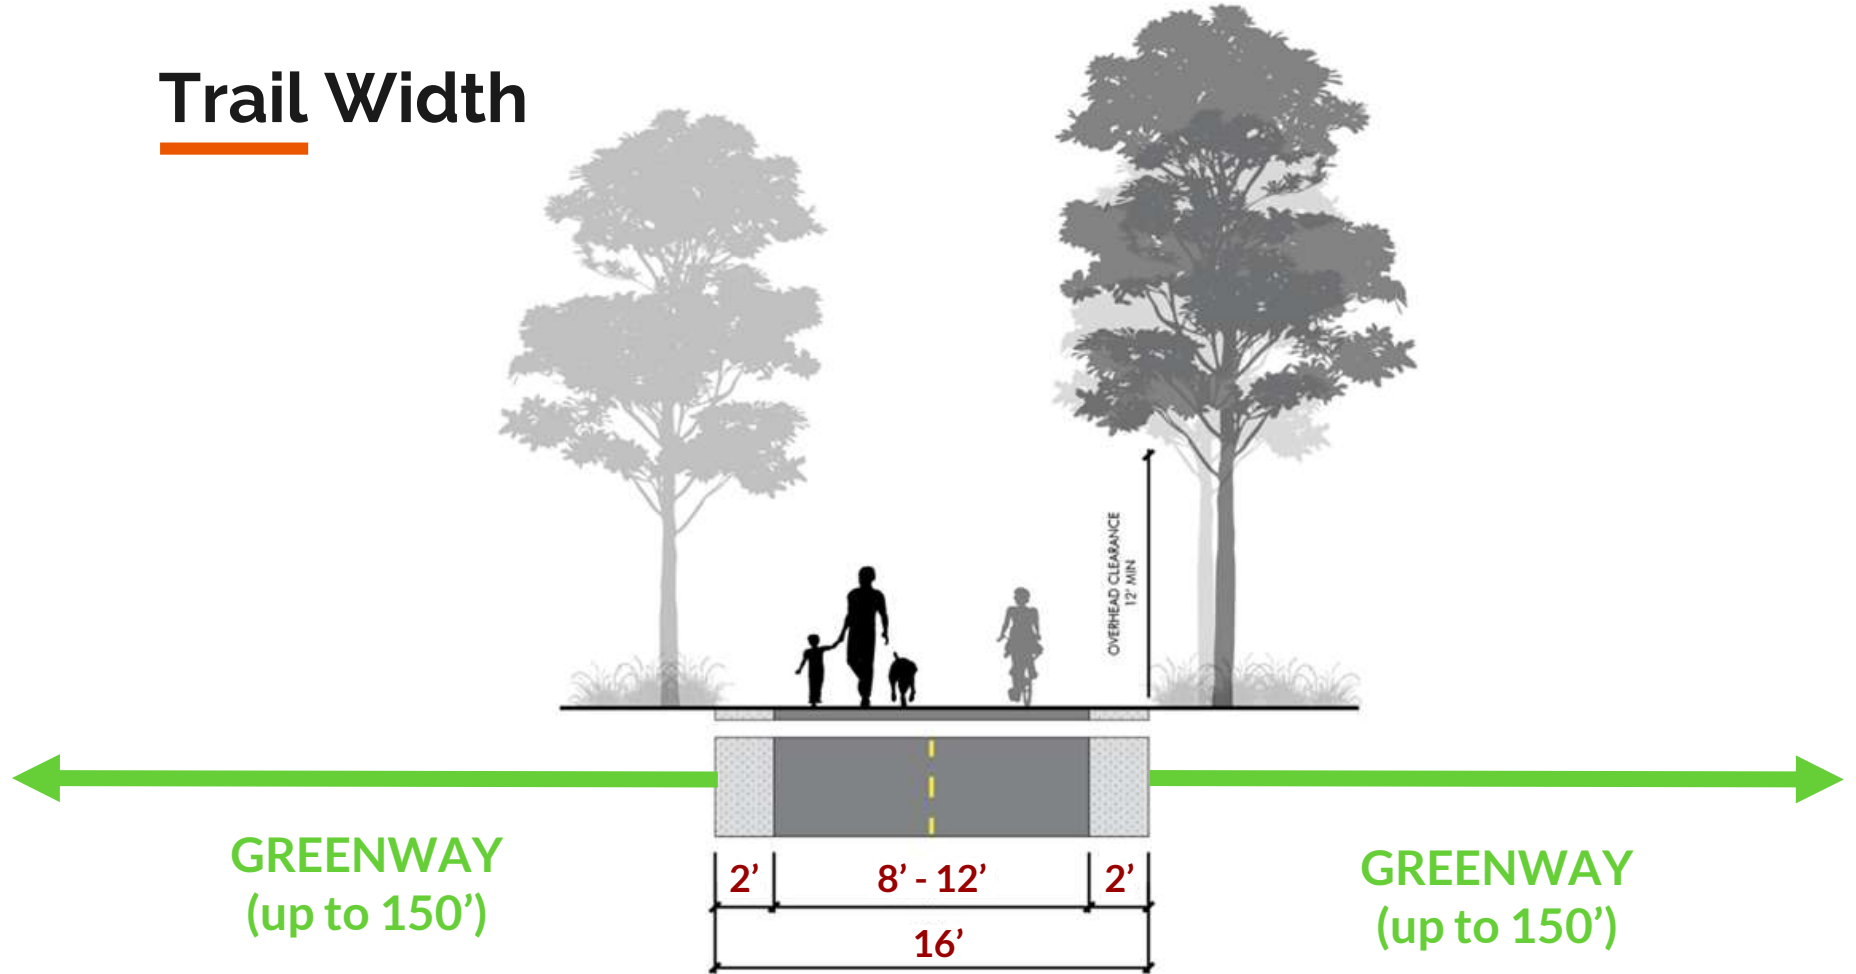 Trail Width
OVERHEAD CLEARANCE
12' MIN
GREENWAY
(up to 150’)
2’
8’ - 12’
2’
16’
GREENWAY
(up to 150’)